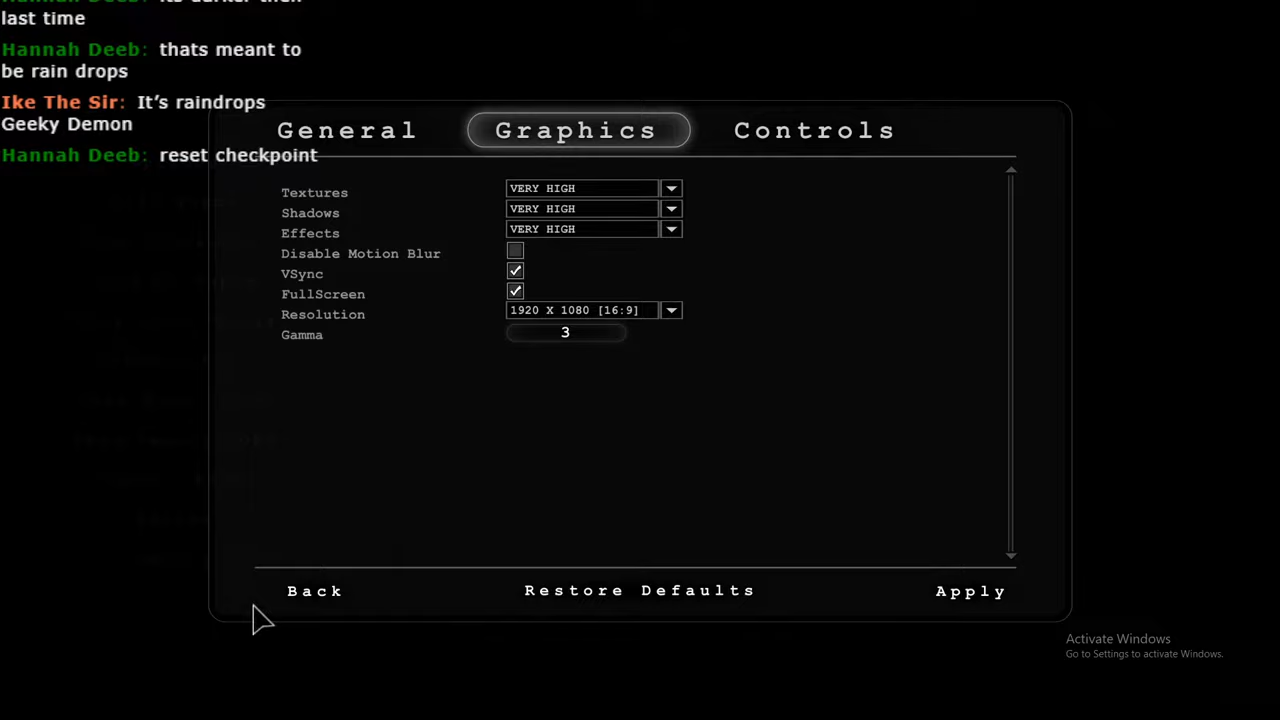 last time
Hannah Deeb: thats meant to
be rain drops
Ike The Sir: It's raindrops
Geeky Demon
Hannah Deeb: reset checkpoint
General Graphics Controls
Textures VERY HIGH
Shadows VERY HIGH
Effects VERY HIGH
Disable Motion Blur
VSync
FullScreen
Resolution 1920 X 1080 [16:9]
Gamma 3
Back Restore Defaults Apply
Activate Windows
Go to Settings to activate Windows.